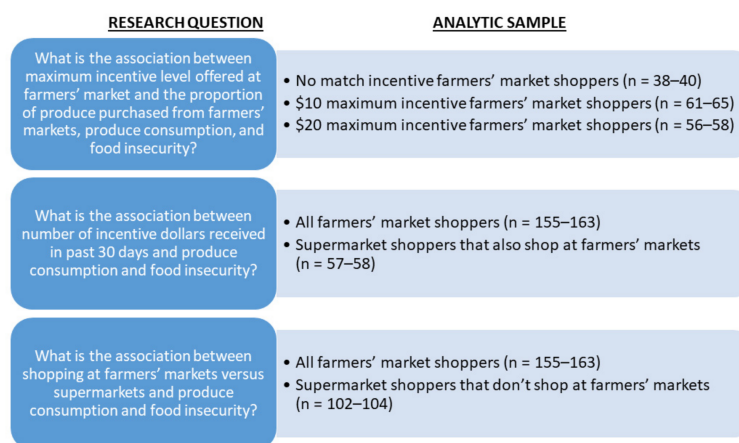 RESEARCH QUESTION
ANALYTIC SAMPLE
What is the association between
maximum incentive level offered at
farmers’ market and the proportion
of produce purchased from farmers’
markets, produce consumption, and
food insecurity?
• No match incentive farmers’ market shoppers (n = 38–40)
• $10 maximum incentive farmers’ market shoppers (n = 61–65)
• $20 maximum incentive farmers’ market shoppers (n = 56–58)
What is the association between
number of incentive dollars received
in past 30 days and produce
consumption and food insecurity?
• All farmers’ market shoppers (n = 155–163)
• Supermarket shoppers that also shop at farmers’ markets
(n = 57–58)
What is the association between
shopping at farmers’ markets versus
supermarkets and produce
consumption and food insecurity?
• All farmers’ market shoppers (n = 155–163)
• Supermarket shoppers that don’t shop at farmers’ markets
(n = 102–104)